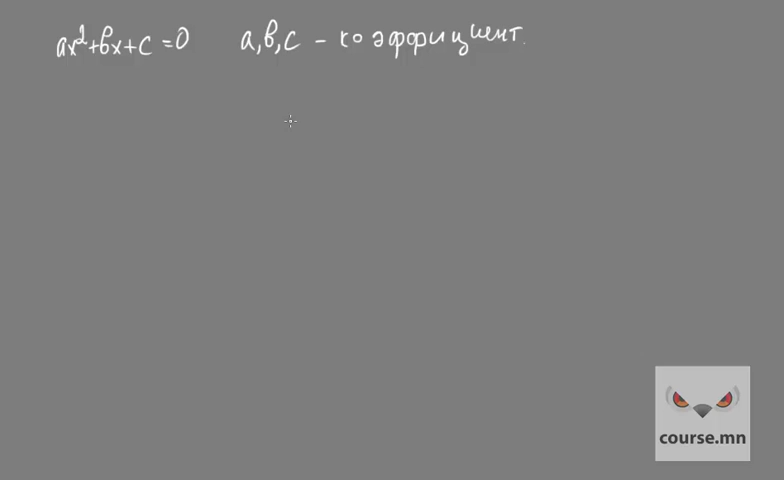 ax²+bx+c=0 a,b,c - коэффициент.
course.mn